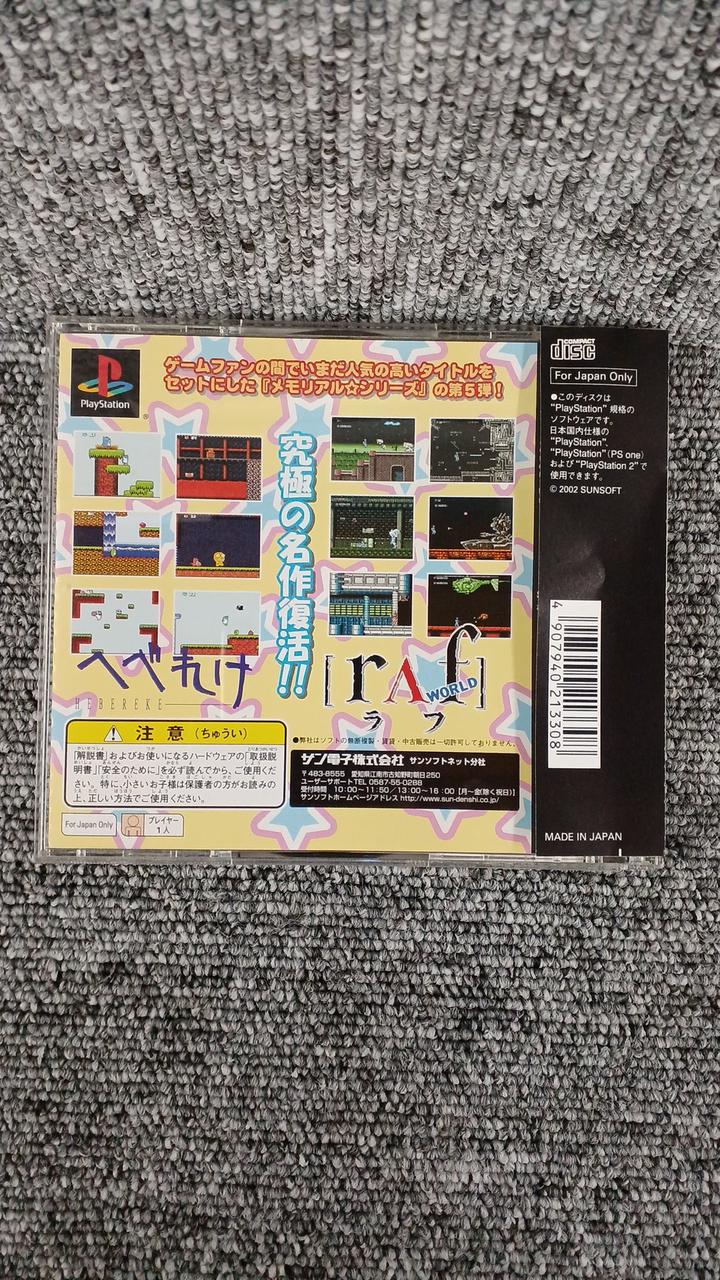 PlayStation
®
ゲームファンの間でいまだ人気の高いタイトルを
セットにした『メモリアル☆シリーズ』の第5弾!
究極の名作復活!!
へべれけ
HEBEREKE
[rAf]
WORLD
ラフ
注意(ちゅうい)
「解説書」およびお使いになるハードウェアの「取扱説
明書」「安全のために」を必ず読んでから、ご使用くだ
さい。特に、小さいお子様は保護者の方がお読みの
上、正しい方法でご使用ください。
For Japan Only
プレイヤー
1人
●弊社はソフトの無断複製・賃貸・中古販売は一切許可しておりません。
サン電子株式会社 サンソフトネット分社
〒483-8555 愛知県江南市古知野町朝日250
ユーザーサポートTEL 0587-55-0288
受付時間 10:00~11:50/13:00~16:00 [月~金(除く祝日)]
サンソフトホームページアドレス http://www.sun-denshi.co.jp/
COMPACT
disc
For Japan Only
●このディスクは
"PlayStation" 規格の
ソフトウェアです。
日本国内仕様の
"PlayStation",
"PlayStation" (PS one)
および "PlayStation 2" で
使用できます。
© 2002 SUNSOFT
4 907940 213308
MADE IN JAPAN